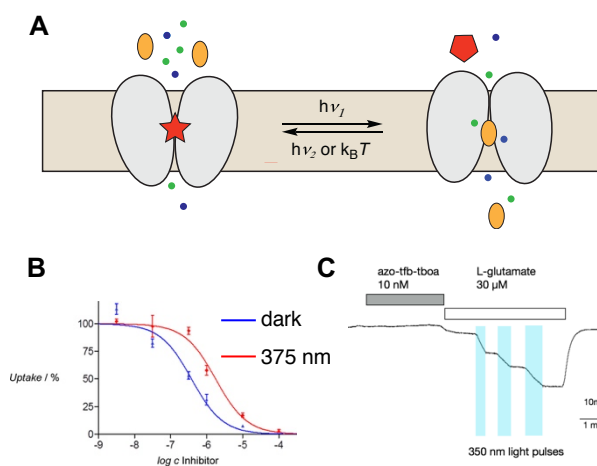 A
hν1
hν2 or kBT
B
dark
375 nm
100
75
50
25
0
Uptake / %
-9 -8 -7 -6 -5 -4
log c Inhibitor
C
azo-tfb-tboa
10 nM
L-glutamate
30 µM
1 m
350 nm light pulses